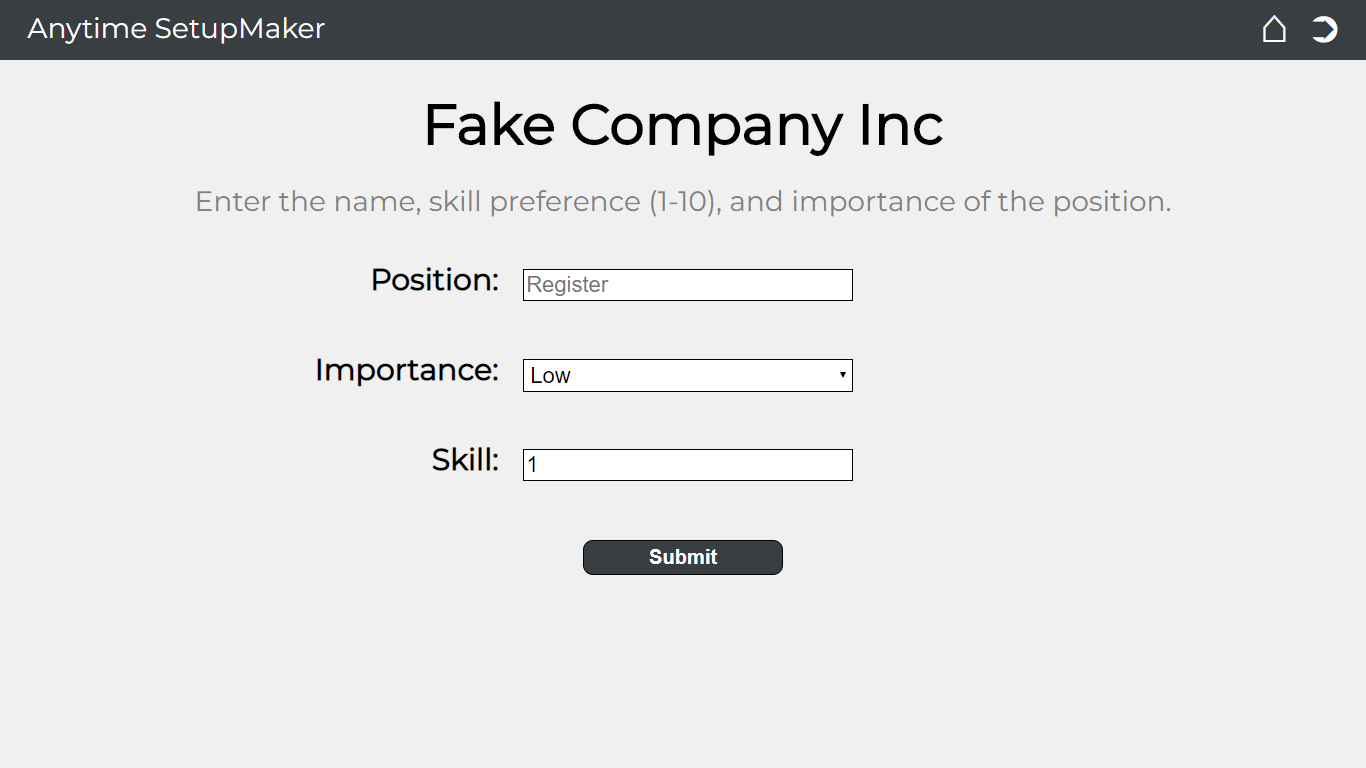 Anytime SetupMaker
Fake Company Inc
Enter the name, skill preference (1-10), and importance of the position.
Position: Register
Importance: Low
Skill: 1
Submit